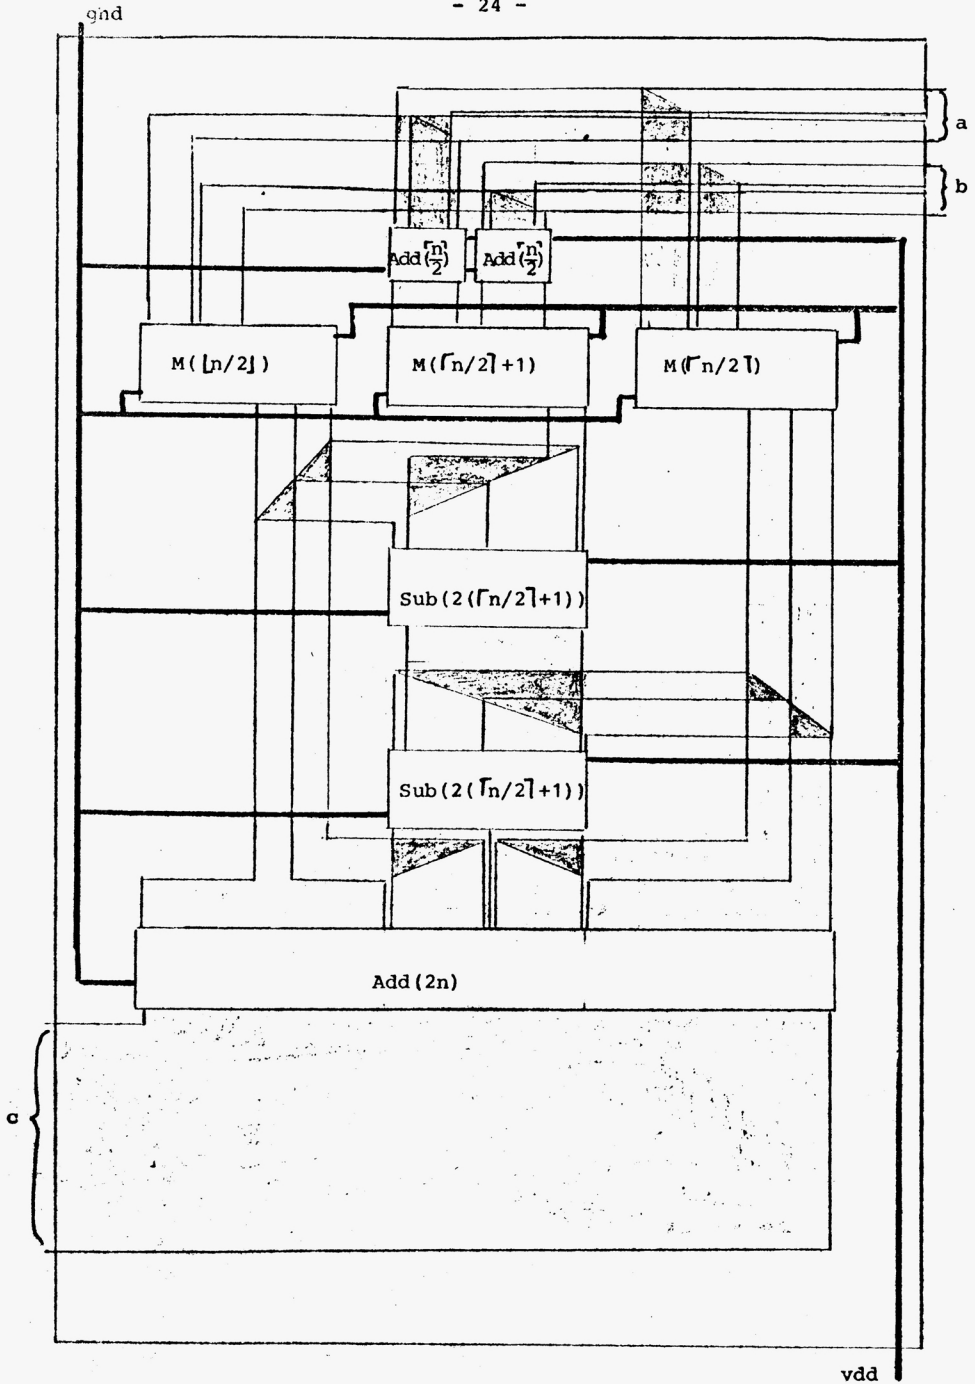 - 24 -
gnd
a
b
Add(⌈n/2⌉) Add(⌈n/2⌉)
M(⌊n/2⌋) M(⌈n/2⌉+1) M(⌈n/2⌉)
Sub(2(⌈n/2⌉+1))
Sub(2(⌈n/2⌉+1))
Add(2n)
c
vdd